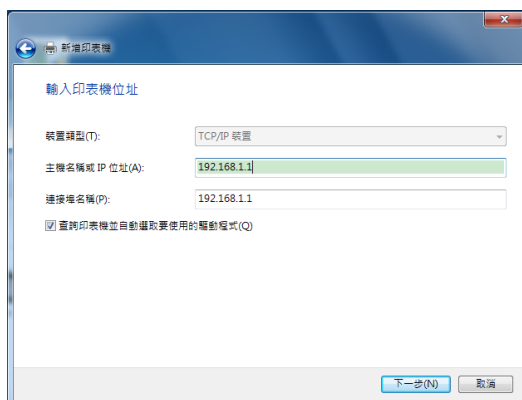 新增印表機
輸入印表機位址
裝置類型(T): TCP/IP 裝置
主機名稱或 IP 位址(A): 192.168.1.1
連接埠名稱(P): 192.168.1.1
查詢印表機並自動選取要使用的驅動程式(Q)
下一步(N) 取消